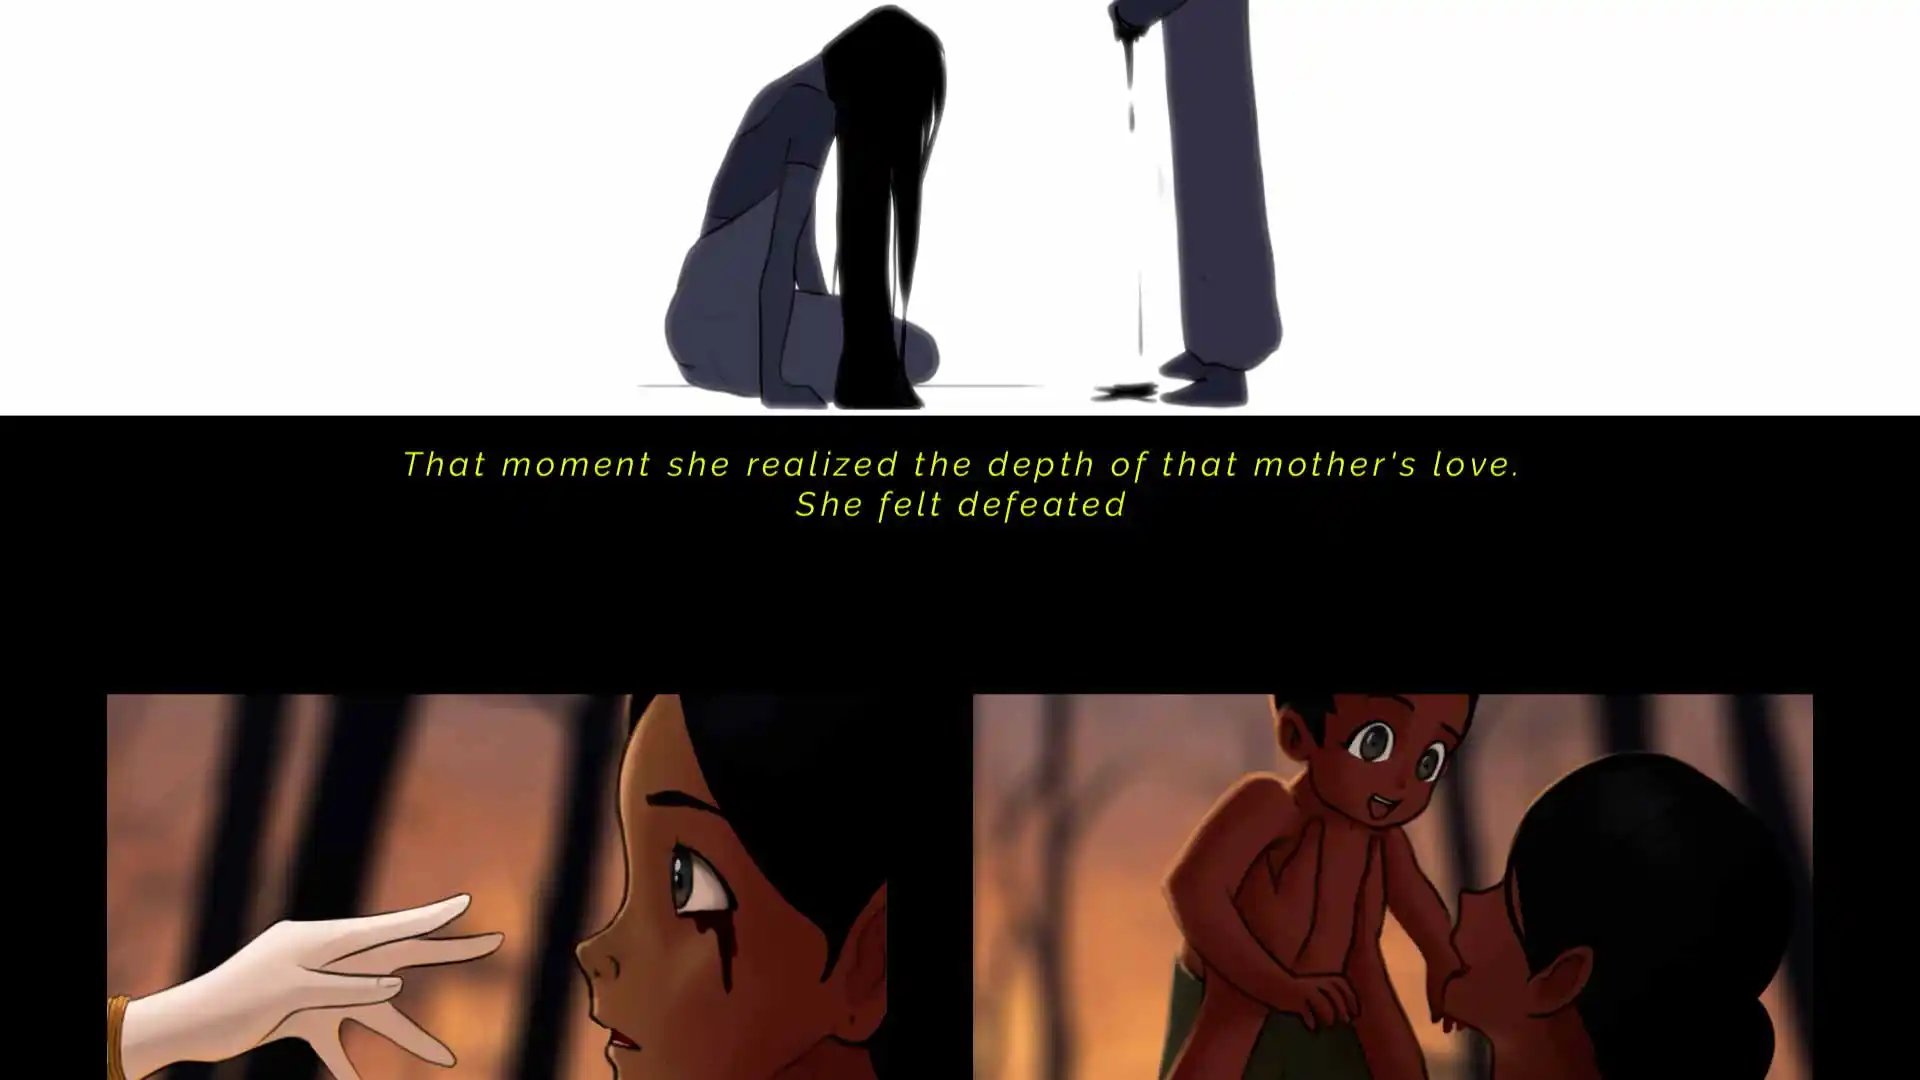 That moment she realized the depth of that mother's love.
She felt defeated